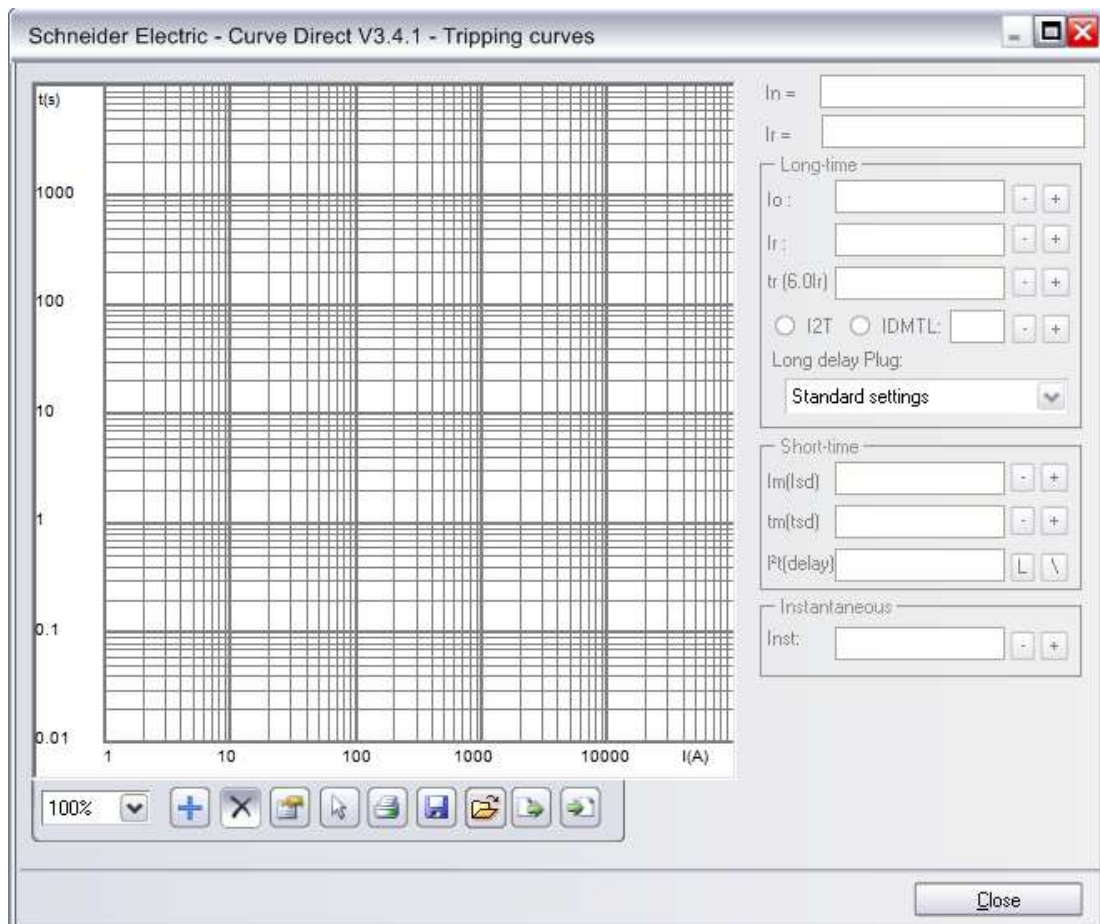 Schneider Electric - Curve Direct V3.4.1 - Tripping curves
t(s)
1000
100
10
1
0.1
0.01
1 10 100 1000 10000 I(A)
In =
Ir =
Long-time
Io :
- +
Ir :
- +
tr (6.0Ir)
- +
I2T IDMTL:
- +
Long delay Plug:
Standard settings
Short-time
Im(Isd)
- +
tm(tsd)
- +
I²t(delay)
L \
Instantaneous
Inst:
- +
100%
Close